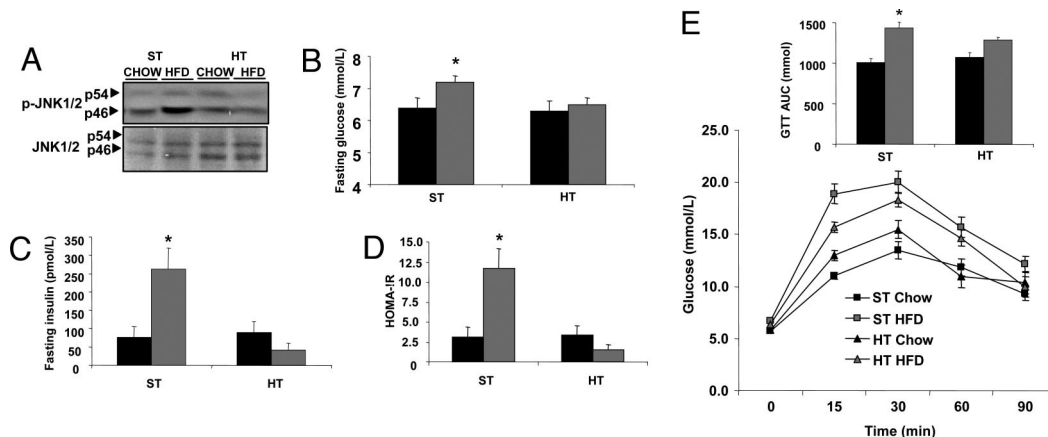 A
ST HT
CHOW HFD CHOW HFD
p54
p-JNK1/2
p46
p54
JNK1/2 p46
B
Fasting glucose (mmol/L)
8
7
6
5
4
*
ST HT
C
Fasting insulin (pmol/L)
350
300
250
200
150
100
50
*
ST HT
D
HOMA-IR
15.0
12.5
10.0
7.5
5.0
2.5
0
*
ST HT
E
GTT AUC (mmol)
1500
1000
500
0
*
ST HT
Glucose (mmol/L)
25.0
20.0
15.0
10.0
5.0
0.0
ST Chow
ST HFD
HT Chow
HT HFD
0 15 30 60 90
Time (min)